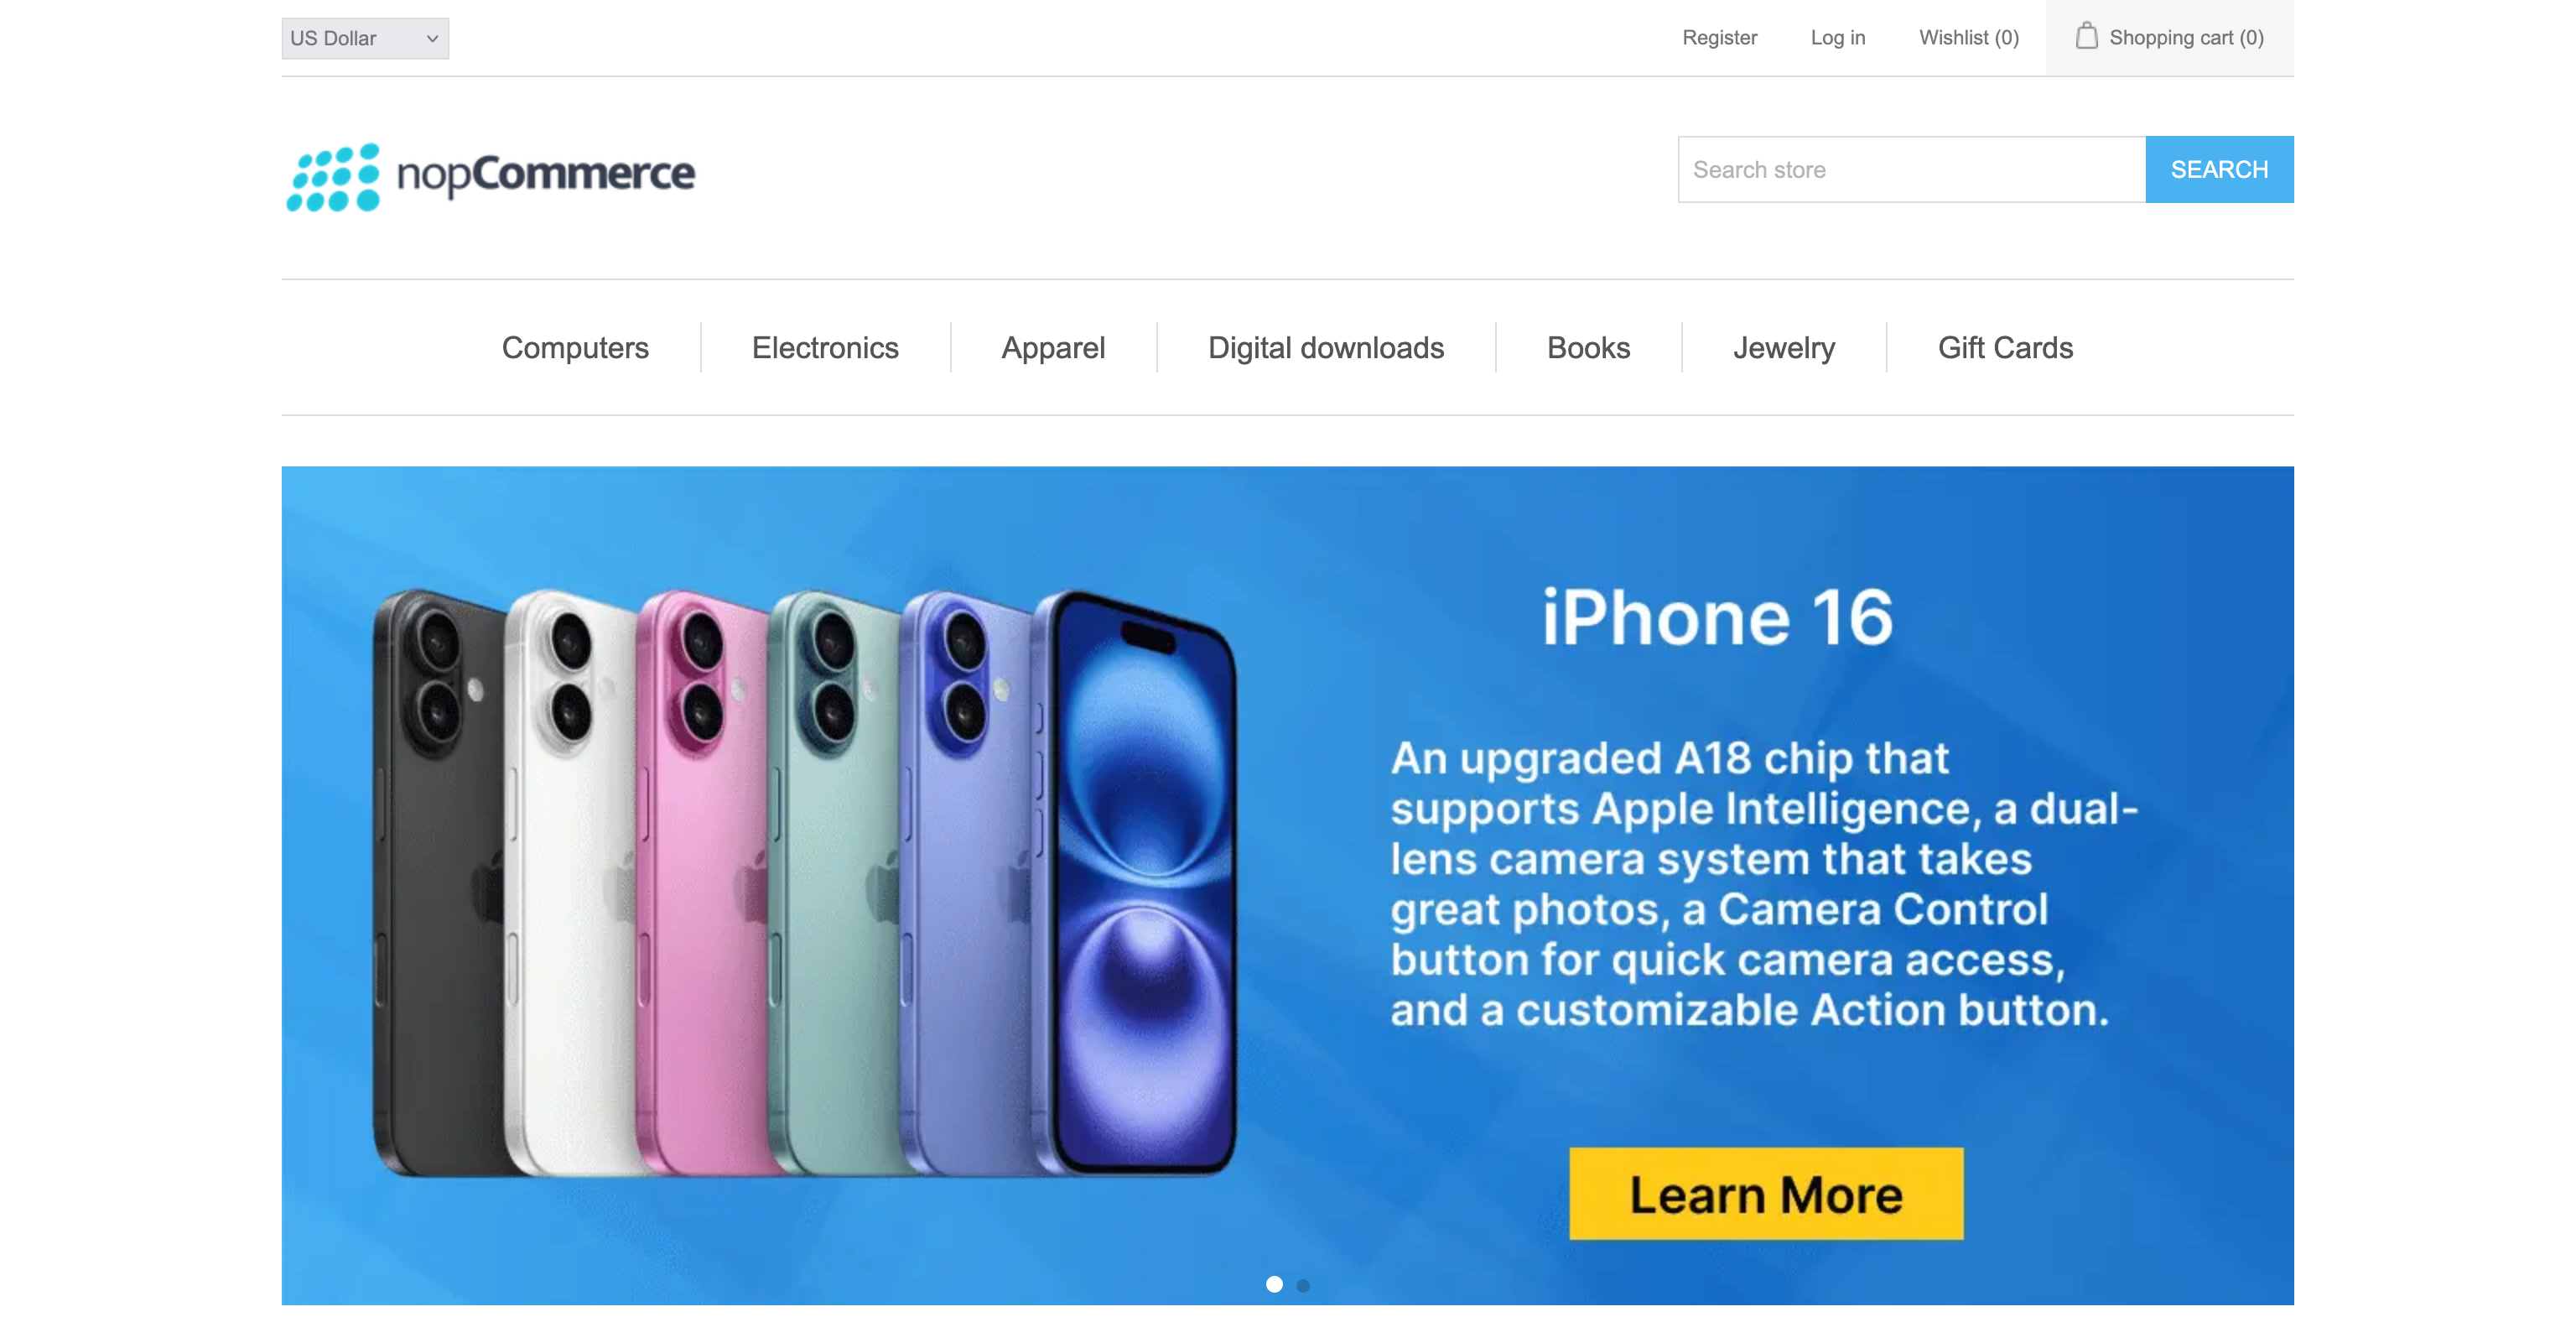 US Dollar
Register
Log in
Wishlist (0)
Shopping cart (0)
nopCommerce
Search store
SEARCH
Computers
Electronics
Apparel
Digital downloads
Books
Jewelry
Gift Cards
iPhone 16
An upgraded A18 chip that
supports Apple Intelligence, a dual-
lens camera system that takes
great photos, a Camera Control
button for quick camera access,
and a customizable Action button.
Learn More